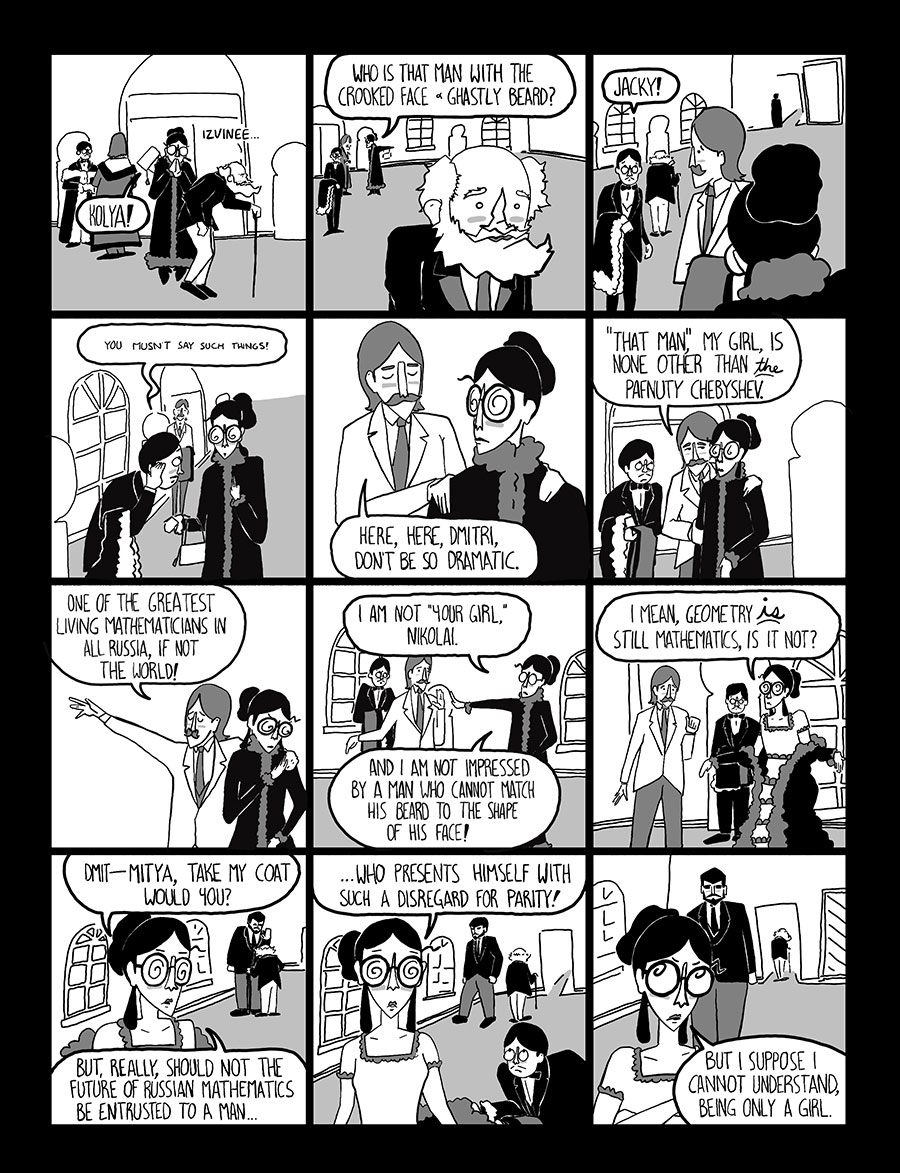 IZVINEE...
KOLYA!
WHO IS THAT MAN WITH THE
CROOKED FACE & GHASTLY BEARD?
JACKY!
YOU MUSN'T SAY SUCH THINGS!
HERE, HERE, DMITRI,
DON'T BE SO DRAMATIC.
"THAT MAN," MY GIRL, IS
NONE OTHER THAN the
PAFNUTY CHEBYSHEV.
ONE OF THE GREATEST
LIVING MATHEMATICIANS IN
ALL RUSSIA, IF NOT
THE WORLD!
I AM NOT "YOUR GIRL,"
NIKOLAI.
AND I AM NOT IMPRESSED
BY A MAN WHO CANNOT MATCH
HIS BEARD TO THE SHAPE
OF HIS FACE!
I MEAN, GEOMETRY is
STILL MATHEMATICS, IS IT NOT?
DMIT—MITYA, TAKE MY COAT
WOULD YOU?
BUT, REALLY, SHOULD NOT THE
FUTURE OF RUSSIAN MATHEMATICS
BE ENTRUSTED TO A MAN...
...WHO PRESENTS HIMSELF WITH
SUCH A DISREGARD FOR PARITY!
BUT I SUPPOSE I
CANNOT UNDERSTAND,
BEING ONLY A GIRL.